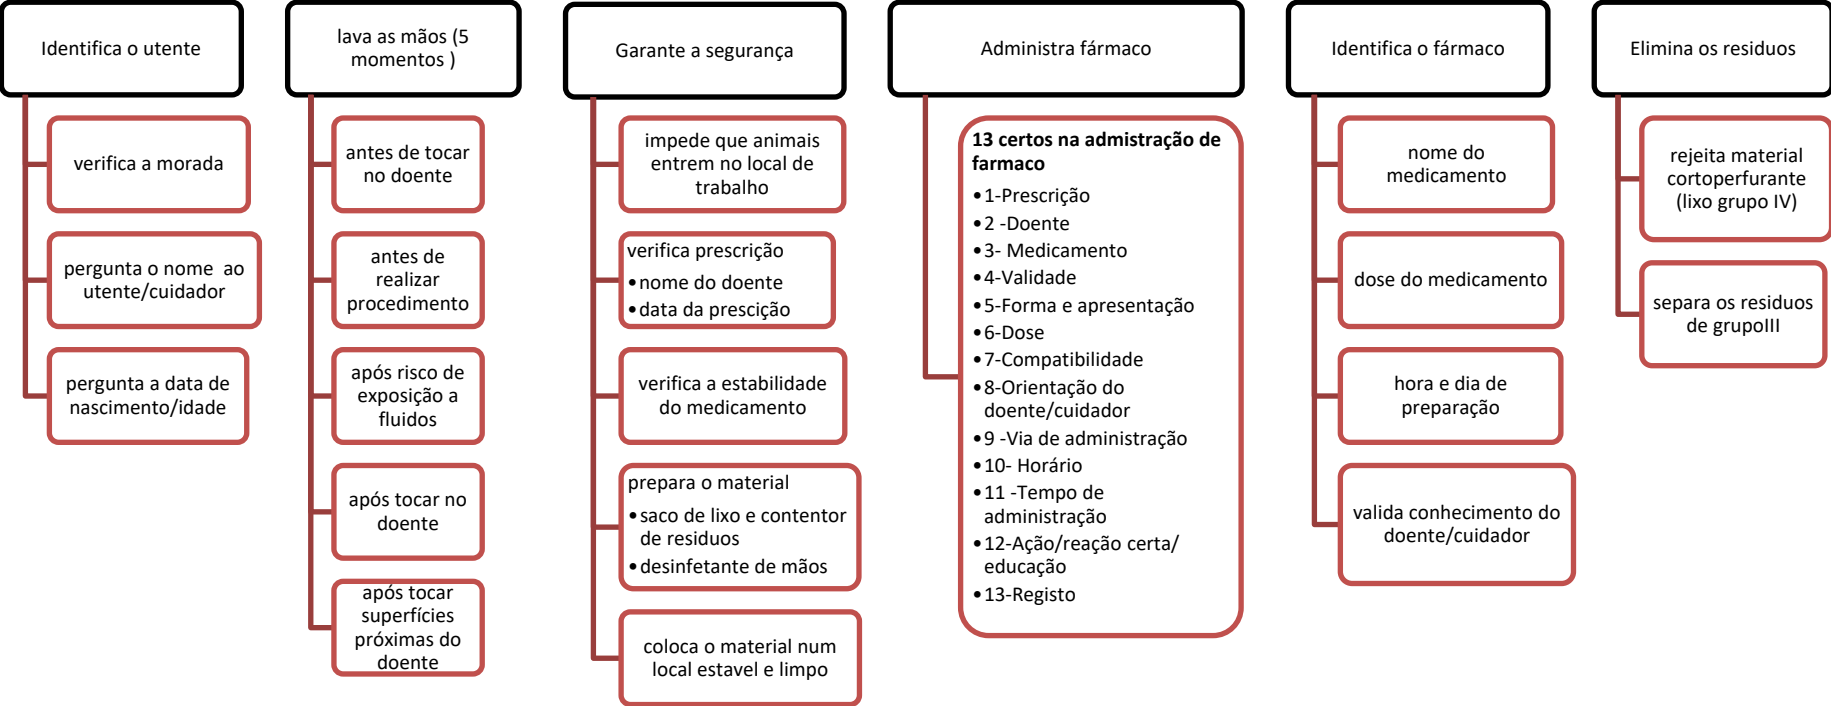 Identifica o utente
verifica a morada
pergunta o nome ao
utente/cuidador
pergunta a data de
nascimento/idade
lava as mãos (5
momentos )
antes de tocar
no doente
antes de
realizar
procedimento
após risco de
exposição a
fluidos
após tocar no
doente
após tocar
superfícies
próximas do
doente
Garante a segurança
impede que animais
entrem no local de
trabalho
verifica prescrição
•nome do doente
•data da prescição
verifica a estabilidade
do medicamento
prepara o material
•saco de lixo e contentor
de residuos
•desinfetante de mãos
coloca o material num
local estavel e limpo
Administra fármaco
13 certos na admistração de
farmaco
•1-Prescrição
•2 -Doente
•3- Medicamento
•4-Validade
•5-Forma e apresentação
•6-Dose
•7-Compatibilidade
•8-Orientação do
doente/cuidador
•9 -Via de administração
•10- Horário
•11 -Tempo de
administração
•12-Ação/reação certa/
educação
•13-Registo
Identifica o fármaco
nome do
medicamento
dose do medicamento
hora e dia de
preparação
valida conhecimento do
doente/cuidador
Elimina os residuos
rejeita material
cortoperfurante
(lixo grupo IV)
separa os residuos
de grupoIII